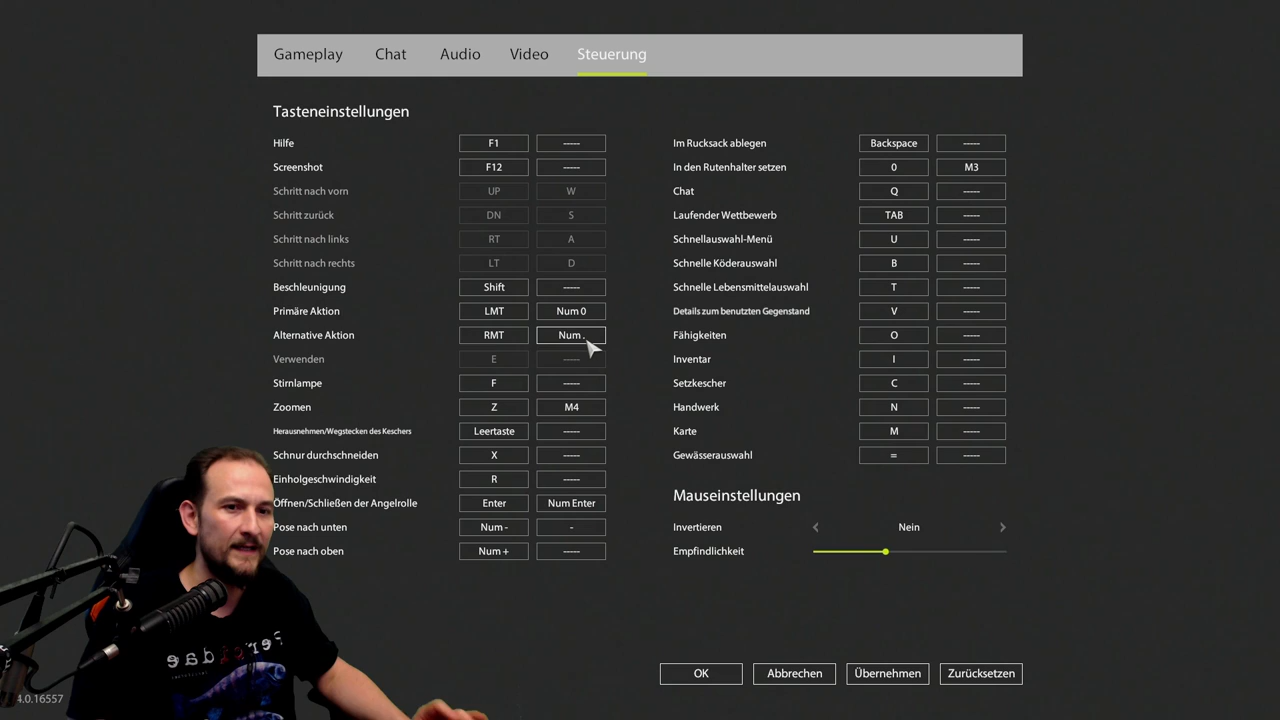 Gameplay Chat Audio Video Steuerung
Tasteneinstellungen
Hilfe F1 -----
Screenshot F12 -----
Schritt nach vorn UP W
Schritt zurück DN S
Schritt nach links RT A
Schritt nach rechts LT D
Beschleunigung Shift -----
Primäre Aktion LMT Num 0
Alternative Aktion RMT Num .
Verwenden E -----
Stirnlampe F -----
Zoomen Z M4
Herausnehmen/Wegstecken des Keschers Leertaste -----
Schnur durchschneiden X -----
Einholgeschwindigkeit R -----
Öffnen/Schließen der Angelrolle Enter Num Enter
Pose nach unten Num - -
Pose nach oben Num + -----
Im Rucksack ablegen Backspace -----
In den Rutenhalter setzen 0 M3
Chat Q -----
Laufender Wettbewerb TAB -----
Schnellauswahl-Menü U -----
Schnelle Köderauswahl B -----
Schnelle Lebensmittelauswahl T -----
Details zum benutzten Gegenstand V -----
Fähigkeiten O -----
Inventar I -----
Setzkescher C -----
Handwerk N -----
Karte M -----
Gewässerauswahl = -----
Mauseinstellungen
Invertieren Nein
Empfindlichkeit
OK Abbrechen Übernehmen Zurücksetzen
4.0.16557